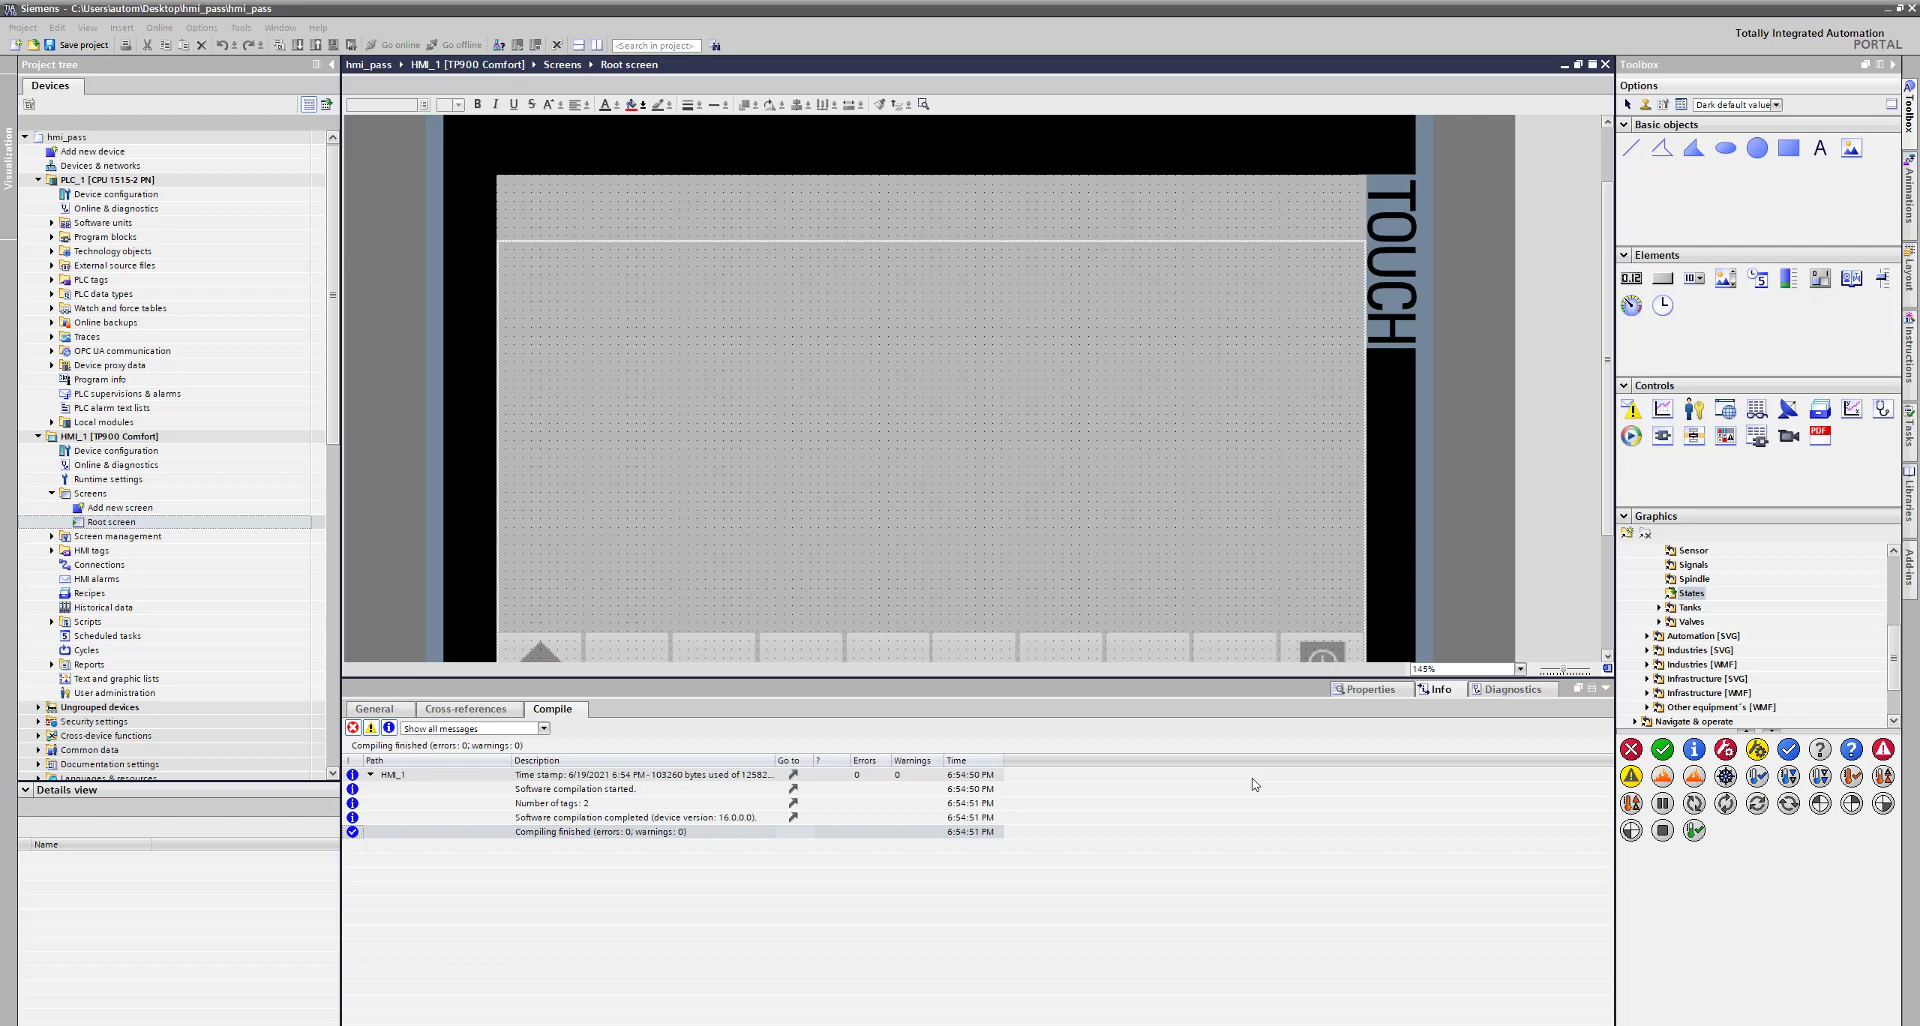 Siemens - C:\Users\autom\Desktop\hmi_pass\hmi_pass
Project Edit View Insert Online Options Tools Window Help
Save project
Go online
Go offline
<Search in project>
Totally Integrated Automation
PORTAL
Project tree
hmi_pass HMI_1 [TP900 Comfort] Screens Root screen
Toolbox
Devices
Options
Dark default value
Visualization
hmi_pass
Add new device
Devices & networks
PLC_1 [CPU 1515-2 PN]
Device configuration
Online & diagnostics
Software units
Program blocks
Technology objects
External source files
PLC tags
PLC data types
Watch and force tables
Online backups
Traces
OPC UA communication
Device proxy data
Program info
PLC supervisions & alarms
PLC alarm text lists
Local modules
HMI_1 [TP900 Comfort]
Device configuration
Online & diagnostics
Runtime settings
Screens
Add new screen
Root screen
Screen management
HMI tags
Connections
HMI alarms
Recipes
Historical data
Scripts
Scheduled tasks
Cycles
Reports
Text and graphic lists
User administration
Ungrouped devices
Security settings
Cross-device functions
Common data
Documentation settings
Languages & resources
Details view
Name
TOUCH
145%
Properties
Info
Diagnostics
General
Cross-references
Compile
Show all messages
Compiling finished (errors: 0; warnings: 0)
! Path Description Go to ? Errors Warnings Time
HMI_1 Time stamp: 6/19/2021 6:54 PM - 103260 bytes used of 12582... 0 0 6:54:50 PM
Software compilation started. 6:54:50 PM
Number of tags: 2 6:54:51 PM
Software compilation completed (device version: 16.0.0.0). 6:54:51 PM
Compiling finished (errors: 0; warnings: 0) 6:54:51 PM
Basic objects
Elements
Controls
PDF
Graphics
Sensor
Signals
Spindle
States
Tanks
Valves
Automation [SVG]
Industries [SVG]
Industries [WMF]
Infrastructure [SVG]
Infrastructure [WMF]
Other equipment´s [WMF]
Navigate & operate
Toolbox
Animations
Layout
Instructions
Tasks
Libraries
Add-ins